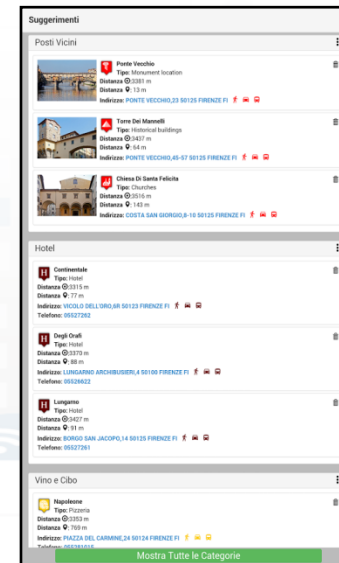 Suggerimenti
Posti Vicini
Ponte Vecchio
Tipo: Monument location
Distanza :3381 m
Distanza : 13 m
Indirizzo: PONTE VECCHIO,23 50125 FIRENZE FI
Torre Dei Mannelli
Tipo: Historical buildings
Distanza :3437 m
Distanza : 64 m
Indirizzo: PONTE VECCHIO,45-57 50125 FIRENZE FI
Chiesa Di Santa Felicita
Tipo: Churches
Distanza :3516 m
Distanza : 143 m
Indirizzo: COSTA SAN GIORGIO,8-10 50125 FIRENZE FI
Hotel
Continentale
Tipo: Hotel
Distanza :3315 m
Distanza : 77 m
Indirizzo: VICOLO DELL'ORO,6R 50123 FIRENZE FI
Telefono: 05527262
Degli Orafi
Tipo: Hotel
Distanza :3370 m
Distanza : 88 m
Indirizzo: LUNGARNO ARCHIBUSIERI,4 50100 FIRENZE FI
Telefono: 05526622
Lungarno
Tipo: Hotel
Distanza :3427 m
Distanza : 91 m
Indirizzo: BORGO SAN JACOPO,14 50125 FIRENZE FI
Telefono: 05527261
Vino e Cibo
Napoleone
Tipo: Pizzeria
Distanza :3353 m
Distanza : 769 m
Indirizzo: PIAZZA DEL CARMINE,24 50124 FIRENZE FI
Mostra Tutte le Categorie